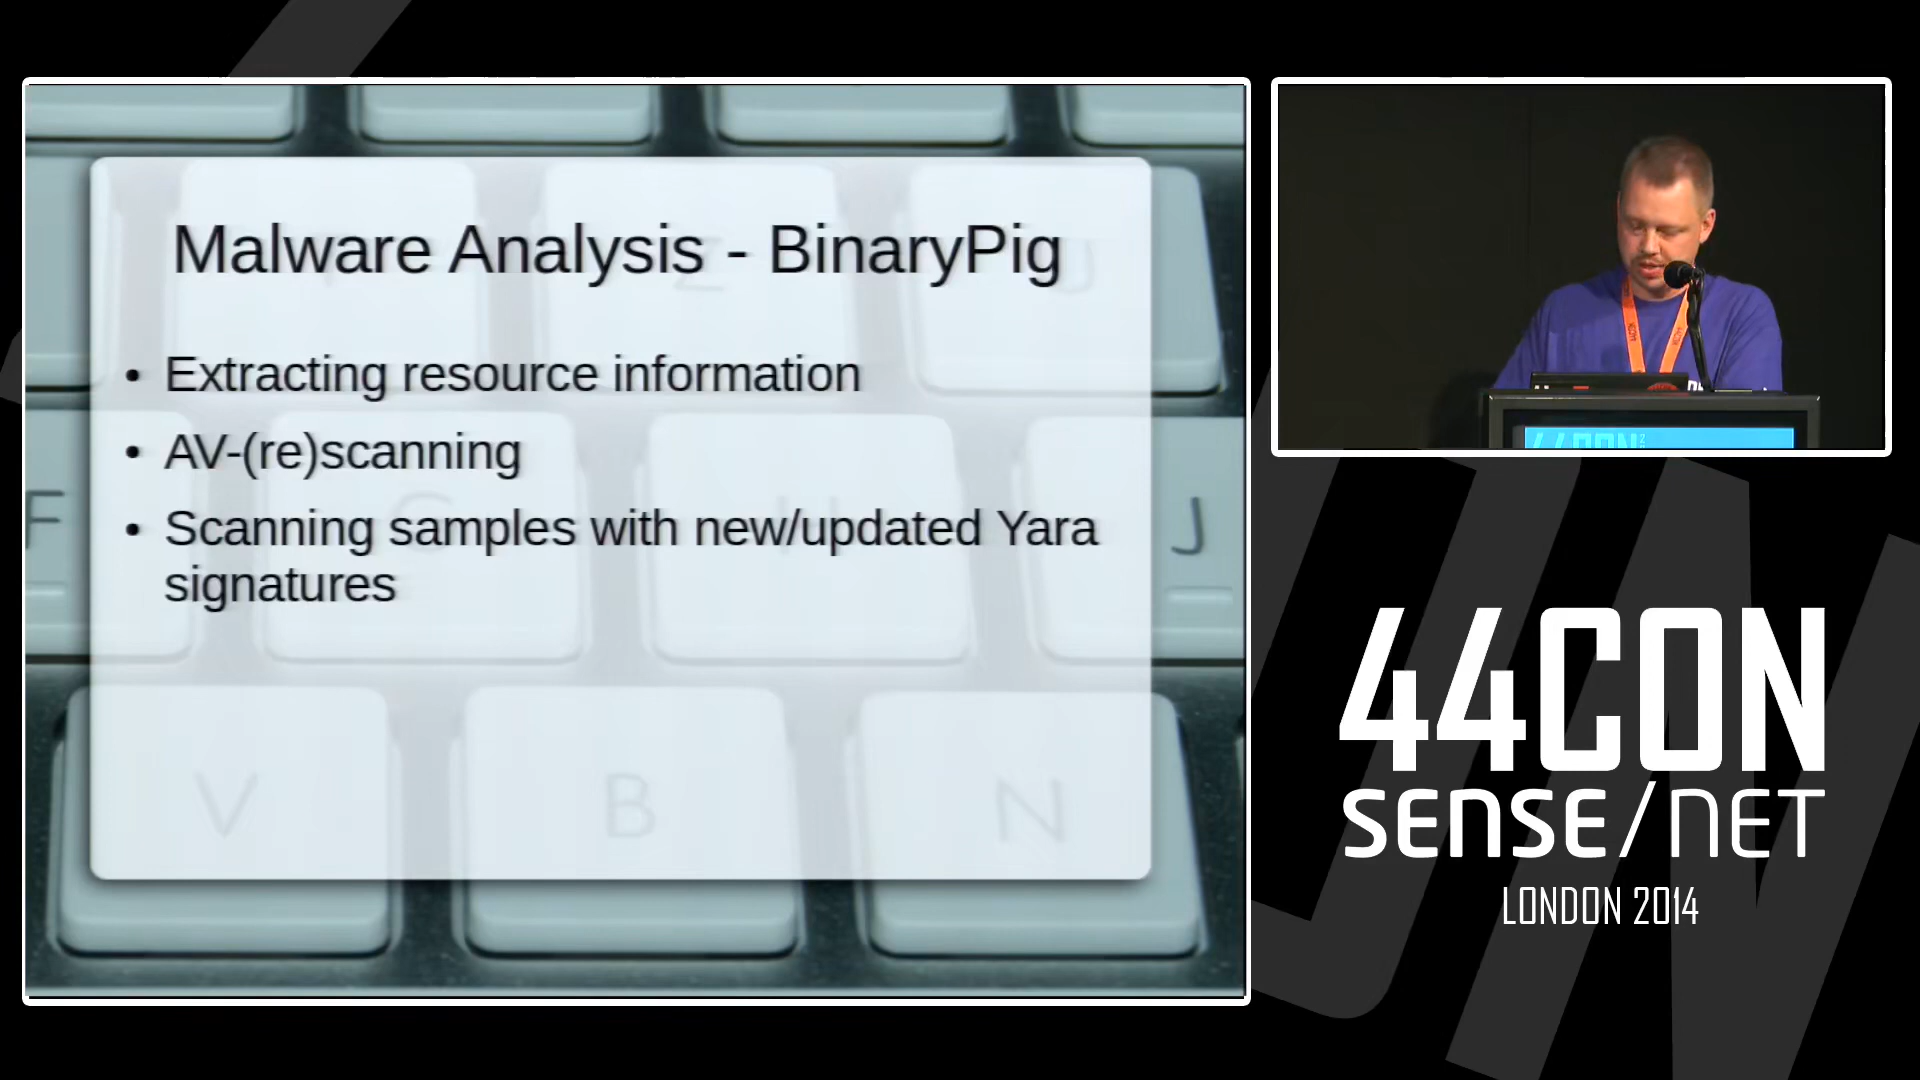 Malware Analysis - BinaryPig
• Extracting resource information
• AV-(re)scanning
• Scanning samples with new/updated Yara
signatures
F
J
V
B
N
44CON
44CON
SENSE/NET
LONDON 2014